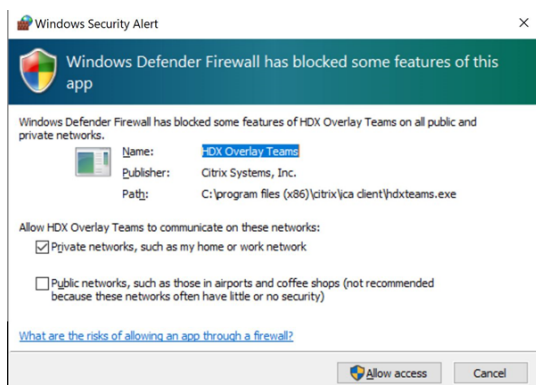 Windows Security Alert
Windows Defender Firewall has blocked some features of this
app
Windows Defender Firewall has blocked some features of HDX Overlay Teams on all public and
private networks.
Name: HDX Overlay Teams
Publisher: Citrix Systems, Inc.
Path: C:\program files (x86)\citrix\ica client\hdxteams.exe
Allow HDX Overlay Teams to communicate on these networks:
Private networks, such as my home or work network
Public networks, such as those in airports and coffee shops (not recommended
because these networks often have little or no security)
What are the risks of allowing an app through a firewall?
Allow access Cancel